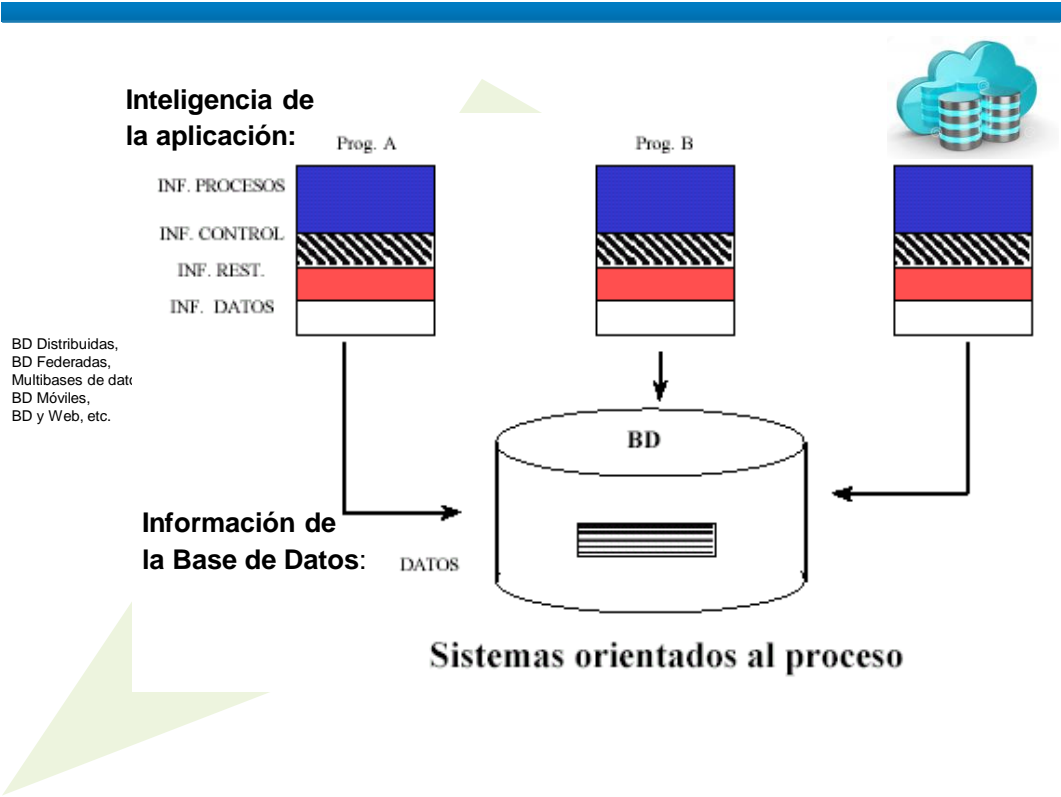 Inteligencia de
la aplicación:
Prog. A
Prog. B
INF. PROCESOS
INF. CONTROL
INF. REST.
INF. DATOS
BD Distribuidas,
BD Federadas,
Multibases de dato
BD Móviles,
BD y Web, etc.
BD
Información de
la Base de Datos:
DATOS
Sistemas orientados al proceso